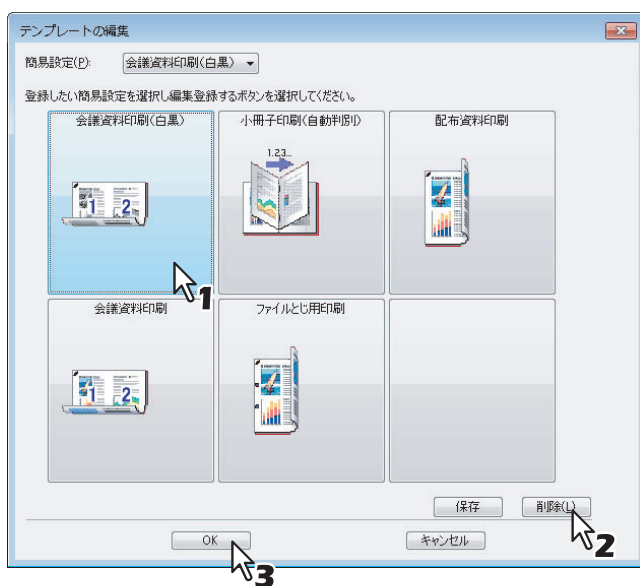 テンプレートの編集
簡易設定(P): 会議資料印刷(白黒)
登録したい簡易設定を選択し編集登録するボタンを選択してください。
会議資料印刷(白黒) 小冊子印刷(自動判別) 配布資料印刷
1.23...
1 2
1
会議資料印刷 ファイルとじ用印刷
1 2
保存 削除(L)
2
OK キャンセル
3